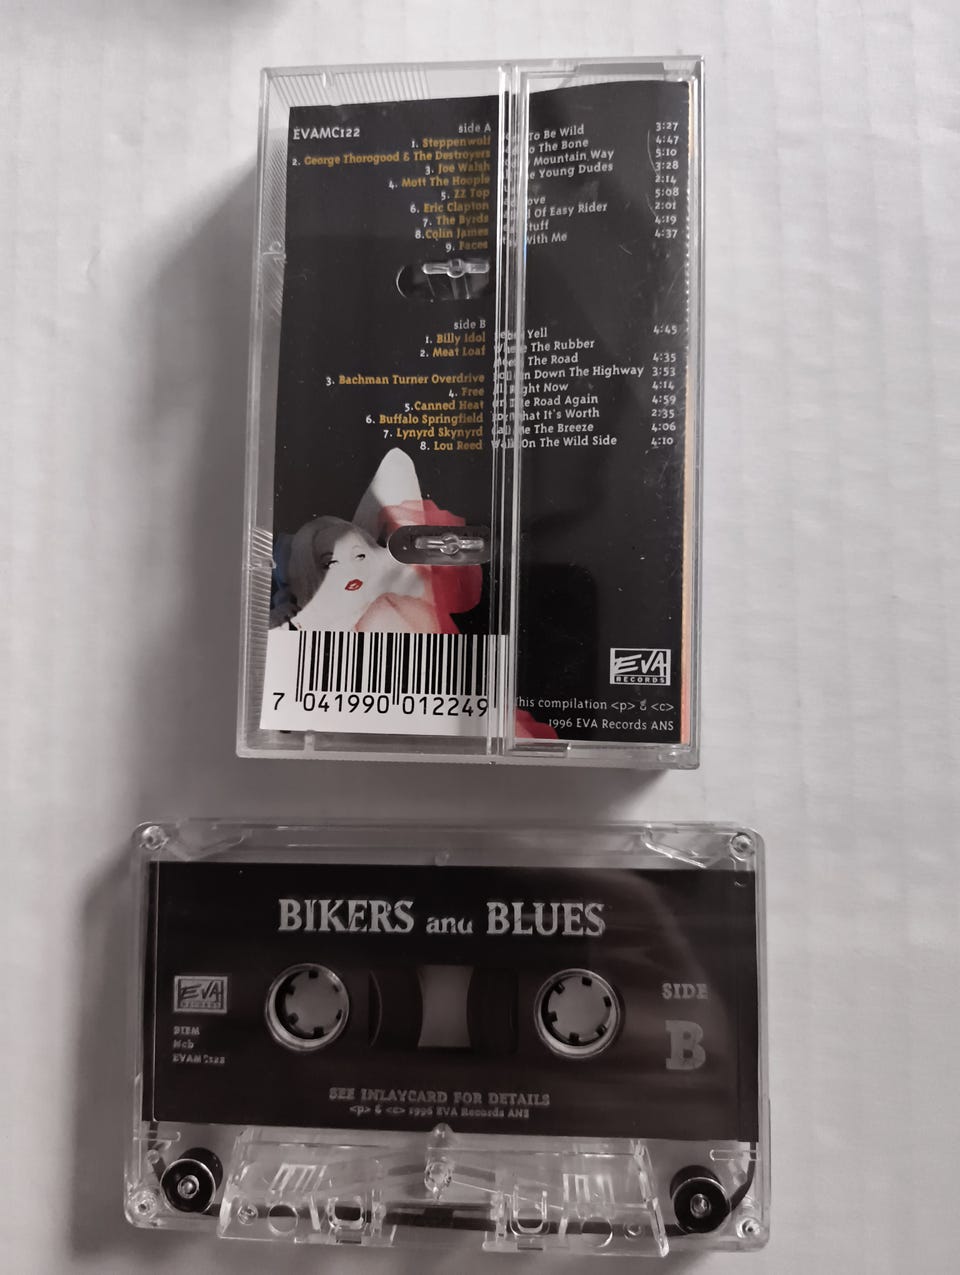 EVAMC122
side A
1. Steppenwolf To Be Wild 3:27
2. George Thorogood & The Destroyers The Bone 4:47
3. Joe Walsh Mountain Way 5:10
4. Mott The Hoople Young Dudes 3:28
5. ZZ Top 2:14
6. Eric Clapton 5:08
7. The Byrds Of Easy Rider 2:01
8. Colin James 4:19
9. Faces With Me 4:37
side B
1. Billy Idol Yell 4:45
2. Meat Loaf The Rubber
The Road 4:35
3. Bachman Turner Overdrive Down The Highway 3:53
4. Free Right Now 4:14
5. Canned Heat Road Again 4:59
6. Buffalo Springfield What It's Worth 2:35
7. Lynyrd Skynyrd Me The Breeze 4:06
8. Lou Reed Walk On The Wild Side 4:10
EVA
RECORDS
7 041990 012249
This compilation <p> & <c>
1996 EVA Records ANS
BIKERS and BLUES
EVA
RECORDS
SIDE
B
BIEM
Ncb
EVAMC122
SEE INLAYCARD FOR DETAILS
<p> & <c> 1996 EVA Records ANS